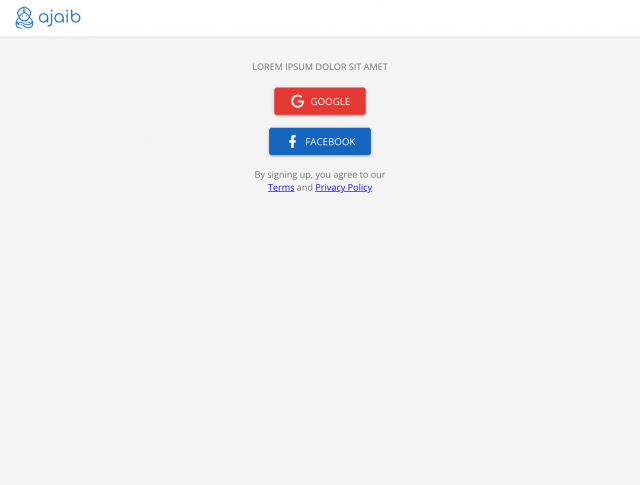 ajaib
LOREM IPSUM DOLOR SIT AMET
GOOGLE
FACEBOOK
By signing up, you agree to our
Terms and Privacy Policy